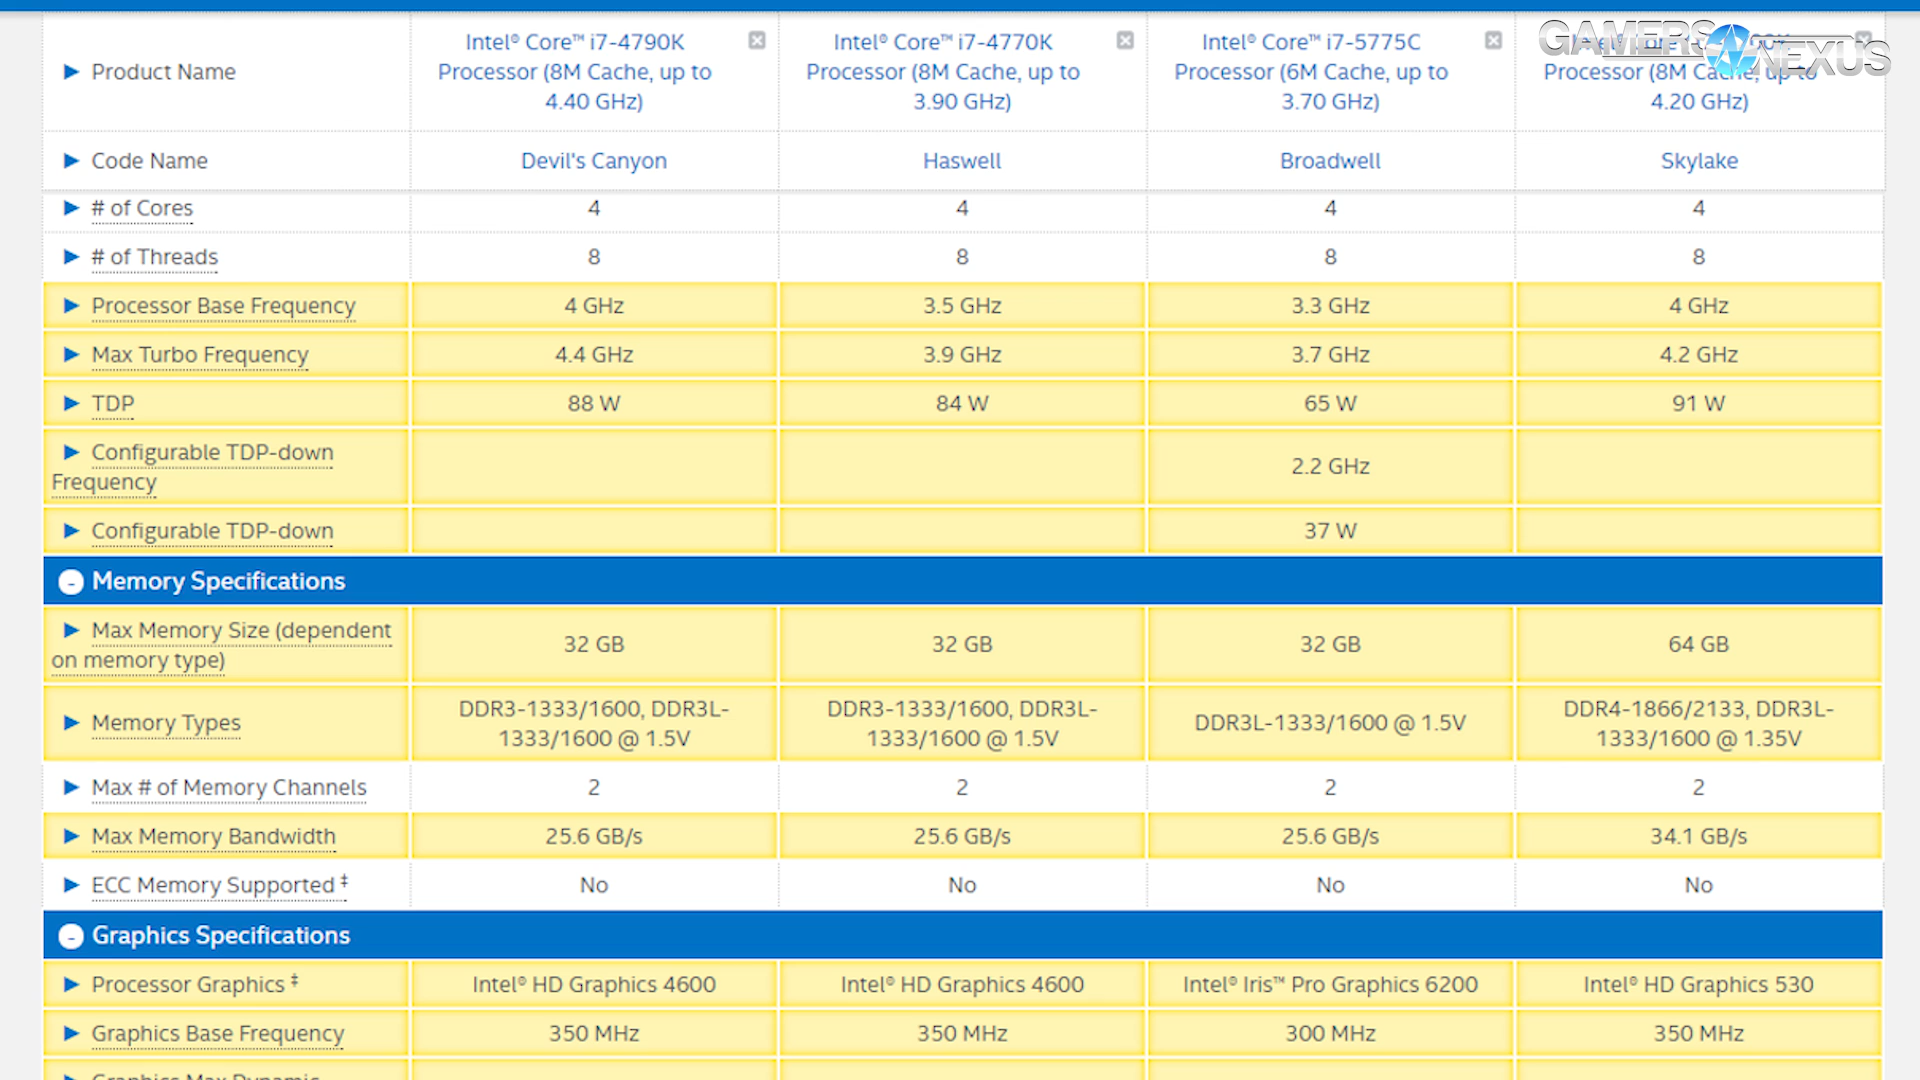 Product Name
Intel® Core™ i7-4790K
Processor (8M Cache, up to
4.40 GHz)
Intel® Core™ i7-4770K
Processor (8M Cache, up to
3.90 GHz)
Intel® Core™ i7-5775C
Processor (6M Cache, up to
3.70 GHz)
Processor (8M Cache, up to
4.20 GHz)
GAMERS NEXUS
Code Name Devil's Canyon Haswell Broadwell Skylake
# of Cores 4 4 4 4
# of Threads 8 8 8 8
Processor Base Frequency 4 GHz 3.5 GHz 3.3 GHz 4 GHz
Max Turbo Frequency 4.4 GHz 3.9 GHz 3.7 GHz 4.2 GHz
TDP 88 W 84 W 65 W 91 W
Configurable TDP-down
Frequency
2.2 GHz
Configurable TDP-down 37 W
Memory Specifications
Max Memory Size (dependent
on memory type)
32 GB 32 GB 32 GB 64 GB
Memory Types
DDR3-1333/1600, DDR3L-
1333/1600 @ 1.5V
DDR3-1333/1600, DDR3L-
1333/1600 @ 1.5V
DDR3L-1333/1600 @ 1.5V
DDR4-1866/2133, DDR3L-
1333/1600 @ 1.35V
Max # of Memory Channels 2 2 2 2
Max Memory Bandwidth 25.6 GB/s 25.6 GB/s 25.6 GB/s 34.1 GB/s
ECC Memory Supported ‡ No No No No
Graphics Specifications
Processor Graphics ‡ Intel® HD Graphics 4600 Intel® HD Graphics 4600 Intel® Iris™ Pro Graphics 6200 Intel® HD Graphics 530
Graphics Base Frequency 350 MHz 350 MHz 300 MHz 350 MHz
Graphics Max Dynamic